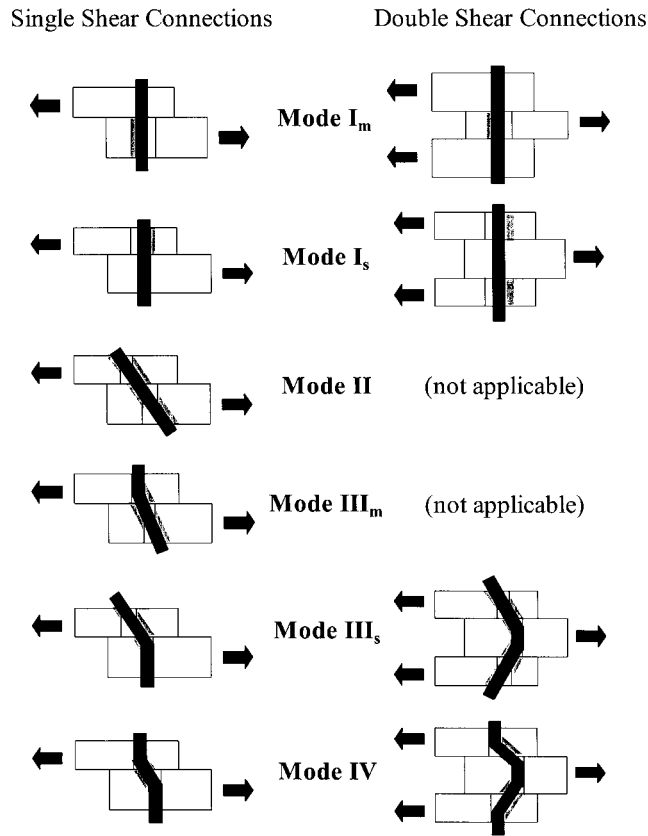 Single Shear Connections
Double Shear Connections
Mode Im
Mode Is
Mode II
(not applicable)
Mode IIIm
(not applicable)
Mode IIIs
Mode IV